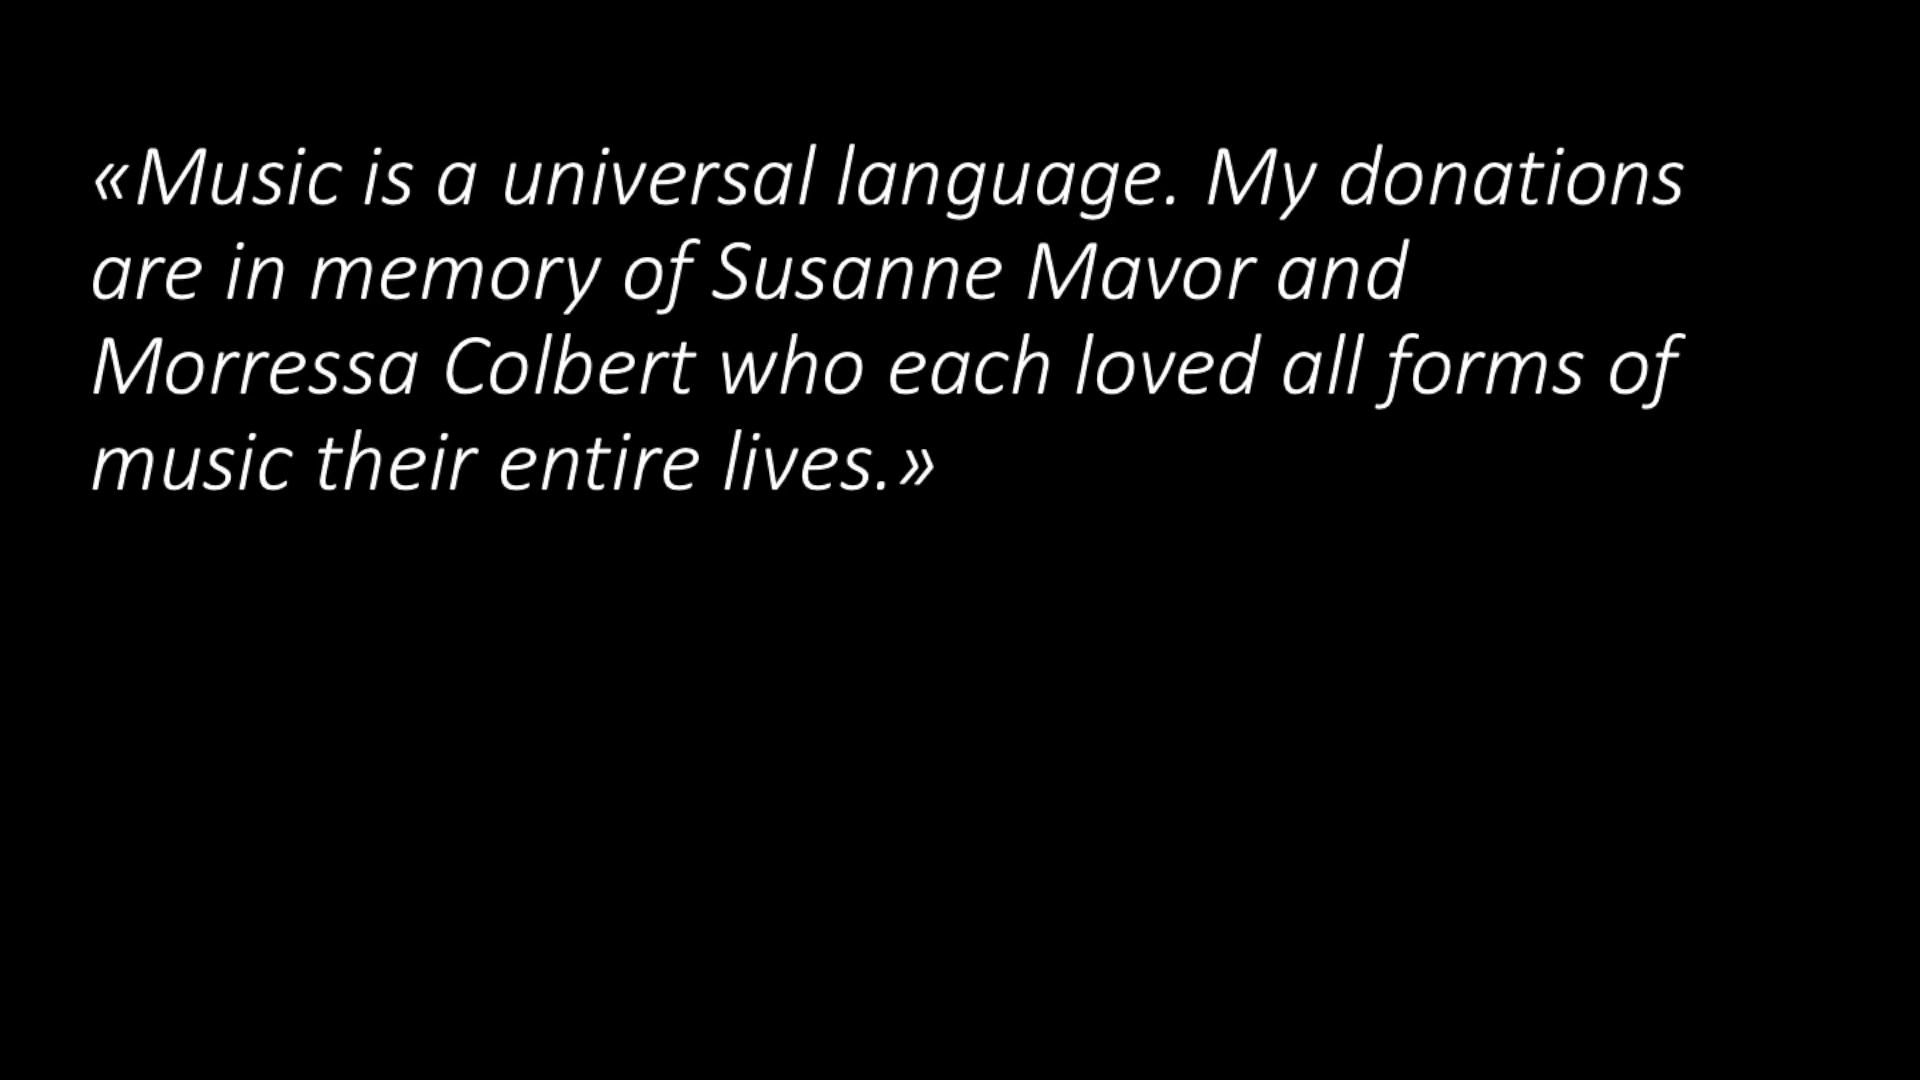 «Music is a universal language. My donations
are in memory of Susanne Mavor and
Morressa Colbert who each loved all forms of
music their entire lives.»